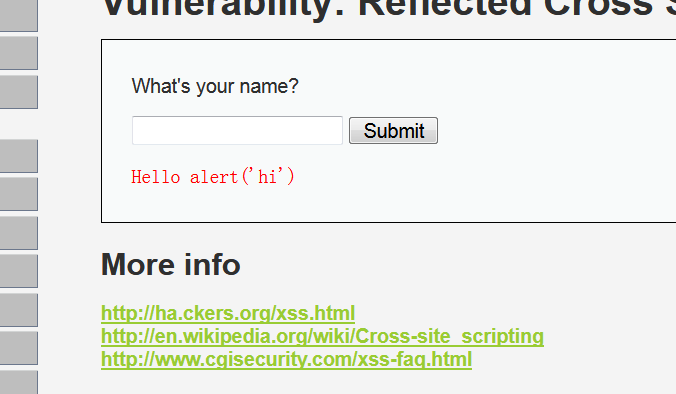 Vulnerability: Reflected Cross S
What's your name?
Submit
Hello alert('hi')
More info
http://ha.ckers.org/xss.html
http://en.wikipedia.org/wiki/Cross-site_scripting
http://www.cgisecurity.com/xss-faq.html